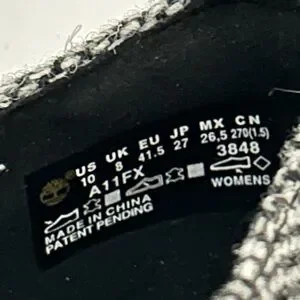 US UK EU JP MX CN
10 8 41.5 27 26.5 270(1.5)
A11FX 3848
WOMENS
MADE IN CHINA
PATENT PENDING